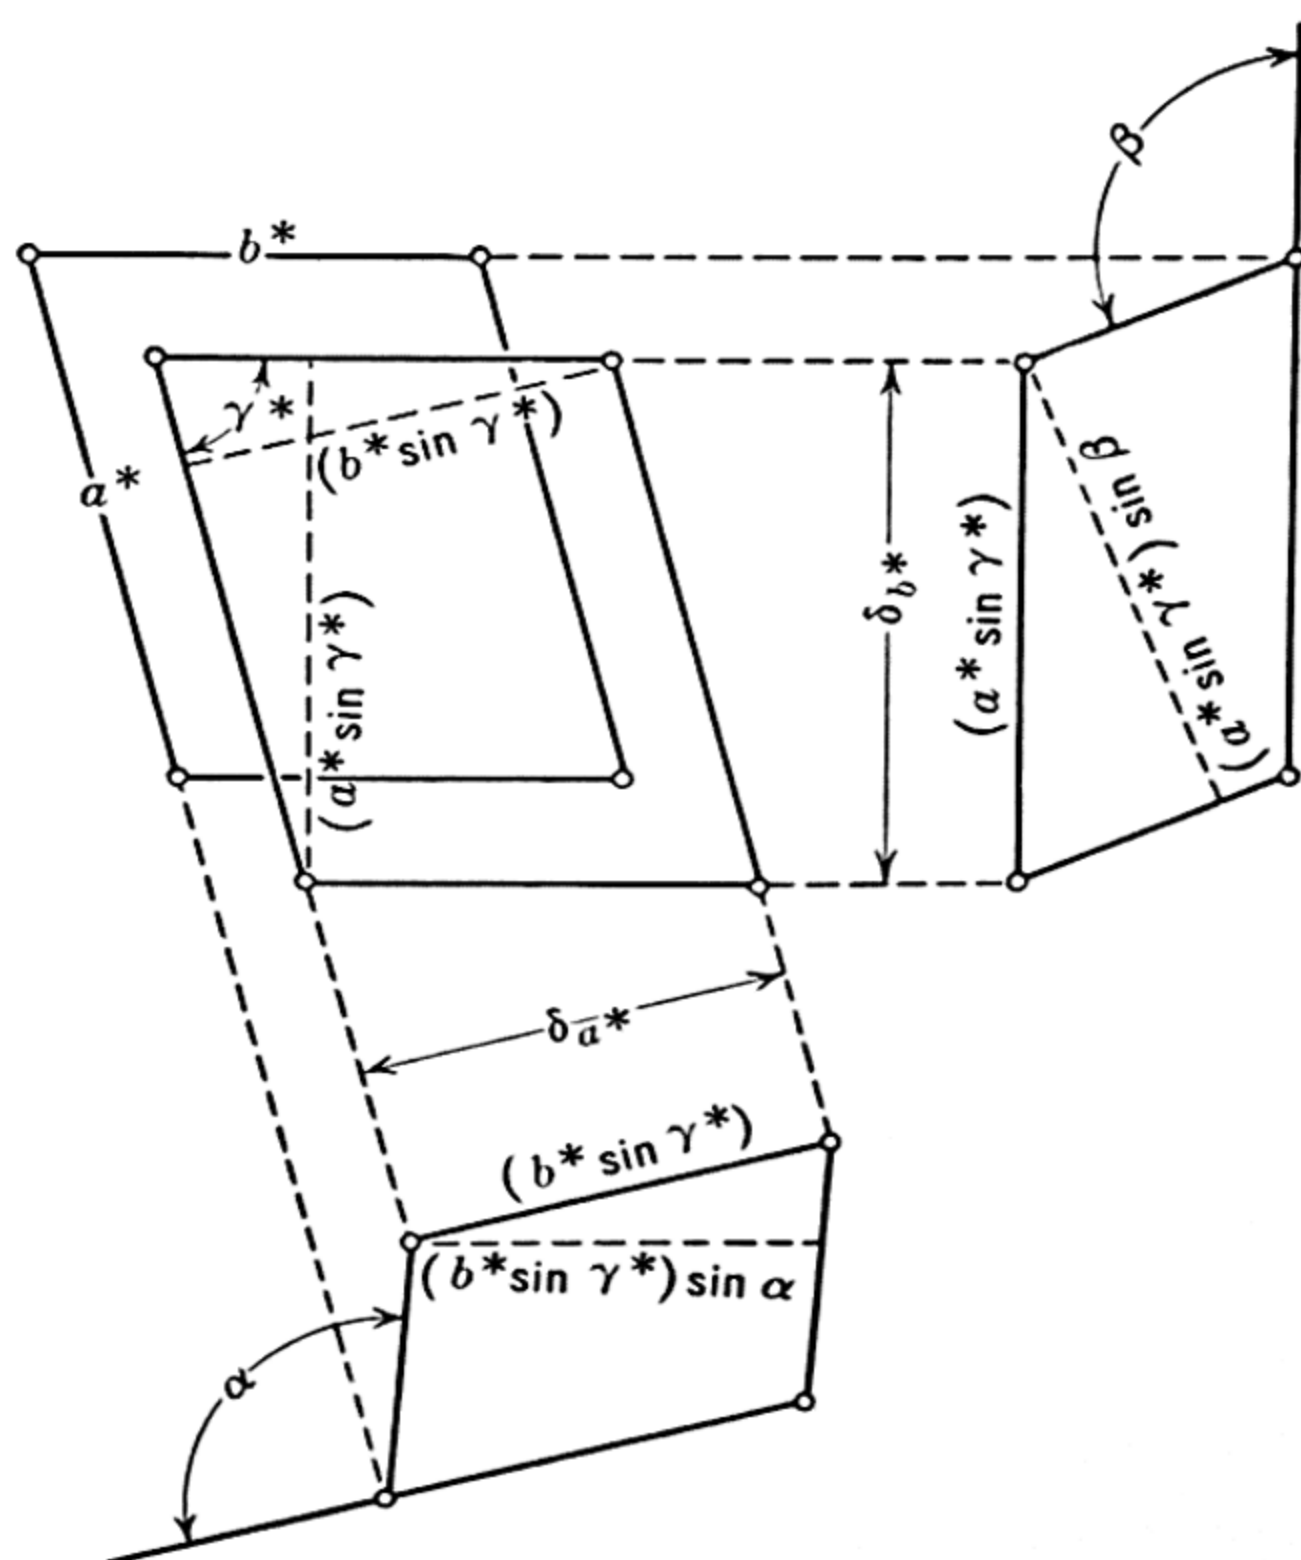 β
b*
γ*
(b* sin γ*)
a*
(a* sin γ*)
δb*
(a* sin γ*)
(a* sin γ*) sin β
δa*
(b* sin γ*)
(b* sin γ*) sin α
α